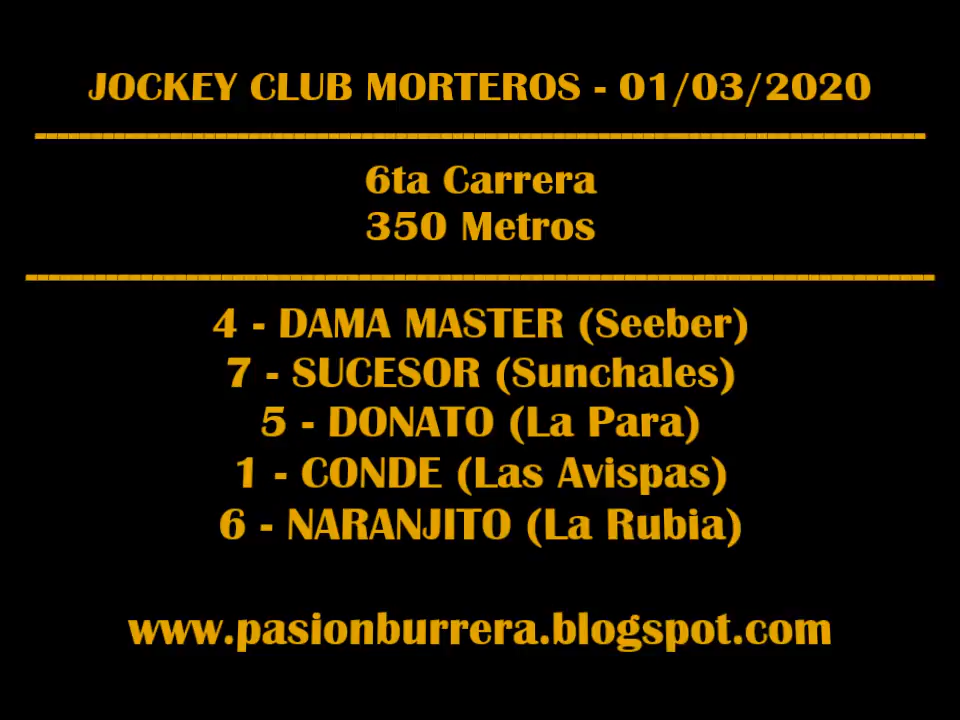 JOCKEY CLUB MORTEROS - 01/03/2020
6ta Carrera
350 Metros
4 - DAMA MASTER (Seeber)
7 - SUCESOR (Sunchales)
5 - DONATO (La Para)
1 - CONDE (Las Avispas)
6 - NARANJITO (La Rubia)
www.pasionburrera.blogspot.com